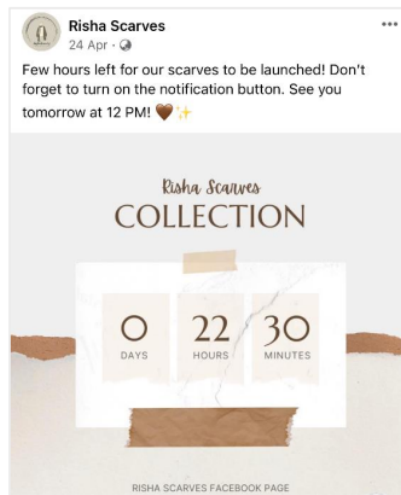 Risha Scarves
24 Apr ·
Few hours left for our scarves to be launched! Don't
forget to turn on the notification button. See you
tomorrow at 12 PM! 🤎✨
Risha Scarves
COLLECTION
0 22 30
DAYS HOURS MINUTES
RISHA SCARVES FACEBOOK PAGE